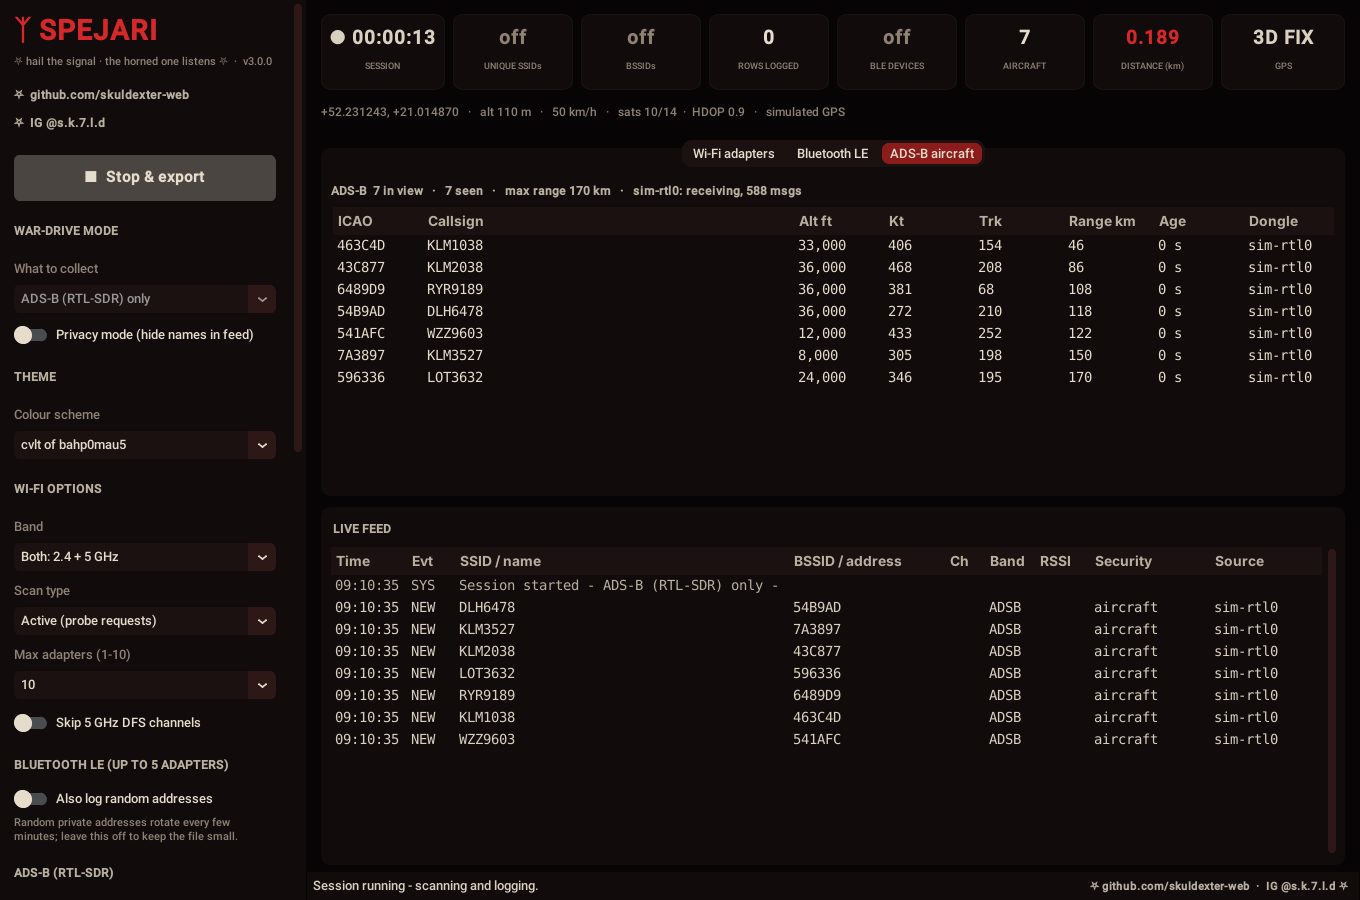 SPEJARI
⛧ hail the signal · the horned one listens ⛧ · v3.0.0
⛧ github.com/skuldexter-web
⛧ IG @s.k.7.l.d
Stop & export
WAR-DRIVE MODE
What to collect
ADS-B (RTL-SDR) only
Privacy mode (hide names in feed)
THEME
Colour scheme
cvlt of bahp0mau5
WI-FI OPTIONS
Band
Both: 2.4 + 5 GHz
Scan type
Active (probe requests)
Max adapters (1-10)
10
Skip 5 GHz DFS channels
BLUETOOTH LE (UP TO 5 ADAPTERS)
Also log random addresses
Random private addresses rotate every few
minutes; leave this off to keep the file small.
ADS-B (RTL-SDR)
● 00:00:13 off off 0 off 7 0.189 3D FIX
SESSION UNIQUE SSIDs BSSIDs ROWS LOGGED BLE DEVICES AIRCRAFT DISTANCE (km) GPS
+52.231243, +21.014870 · alt 110 m · 50 km/h · sats 10/14 · HDOP 0.9 · simulated GPS
Wi-Fi adapters Bluetooth LE ADS-B aircraft
ADS-B 7 in view · 7 seen · max range 170 km · sim-rtl0: receiving, 588 msgs
ICAO Callsign Alt ft Kt Trk Range km Age Dongle
463C4D KLM1038 33,000 406 154 46 0 s sim-rtl0
43C877 KLM2038 36,000 468 208 86 0 s sim-rtl0
6489D9 RYR9189 36,000 381 68 108 0 s sim-rtl0
54B9AD DLH6478 36,000 272 210 118 0 s sim-rtl0
541AFC WZZ9603 12,000 433 252 122 0 s sim-rtl0
7A3897 KLM3527 8,000 305 198 150 0 s sim-rtl0
596336 LOT3632 24,000 346 195 170 0 s sim-rtl0
LIVE FEED
Time Evt SSID / name BSSID / address Ch Band RSSI Security Source
09:10:35 SYS Session started - ADS-B (RTL-SDR) only -
09:10:35 NEW DLH6478 54B9AD ADSB aircraft sim-rtl0
09:10:35 NEW KLM3527 7A3897 ADSB aircraft sim-rtl0
09:10:35 NEW KLM2038 43C877 ADSB aircraft sim-rtl0
09:10:35 NEW LOT3632 596336 ADSB aircraft sim-rtl0
09:10:35 NEW RYR9189 6489D9 ADSB aircraft sim-rtl0
09:10:35 NEW KLM1038 463C4D ADSB aircraft sim-rtl0
09:10:35 NEW WZZ9603 541AFC ADSB aircraft sim-rtl0
Session running - scanning and logging.
⛧ github.com/skuldexter-web · IG @s.k.7.l.d ⛧